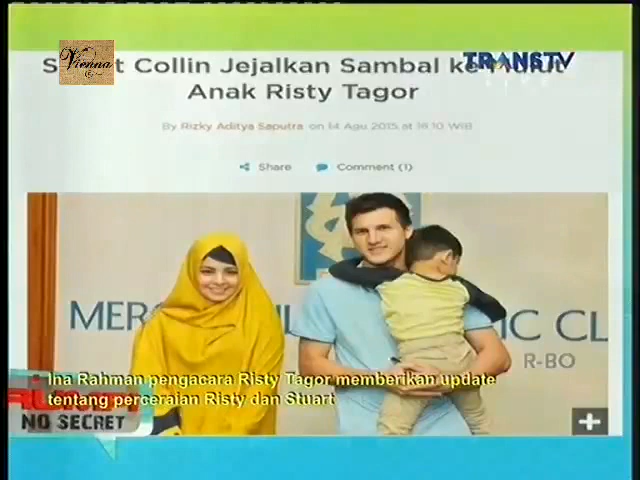 Vienna
TRANSTV
Collin Jejalkan Sambal ke
Anak Risty Tagor
By Rizky Aditya Saputra on 14 Agu 2015 at 16:10 WIB
Share Comment (1)
MER
IC CL
R-BO
Ina Rahman pengacara Risty Tagor memberikan update
tentang perceraian Risty dan Stuart
NO SECRET